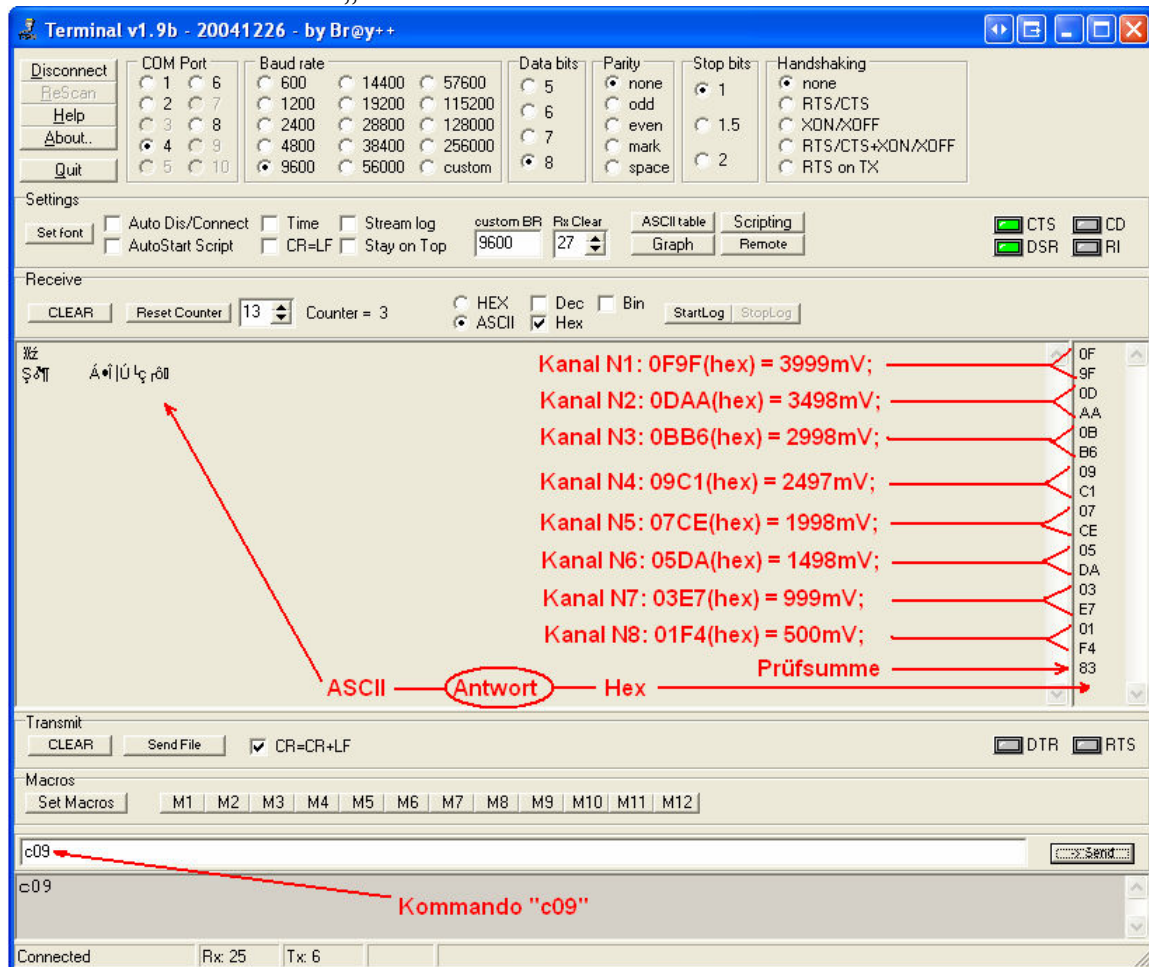 „
Terminal v1.9b - 20041226 - by Br@y++
Disconnect
ReScan
Help
About..
Quit
COM Port
1 6
2 7
3 8
4 9
5 10
Baud rate
600 14400 57600
1200 19200 115200
2400 28800 128000
4800 38400 256000
9600 56000 custom
Data bits
5
6
7
8
Parity
none
odd
even
mark
space
Stop bits
1
1.5
2
Handshaking
none
RTS/CTS
XON/XOFF
RTS/CTS+XON/XOFF
RTS on TX
Settings
Set font
Auto Dis/Connect Time Stream log
AutoStart Script CR=LF Stay on Top
custom BR
9600
Rx Clear
27
ASCII table Scripting
Graph Remote
CTS CD
DSR RI
Receive
CLEAR Reset Counter 13 Counter = 3
HEX Dec Bin
ASCII Hex
StartLog StopLog
Kanal N1: 0F9F(hex) = 3999mV;
Kanal N2: 0DAA(hex) = 3498mV;
Kanal N3: 0BB6(hex) = 2998mV;
Kanal N4: 09C1(hex) = 2497mV;
Kanal N5: 07CE(hex) = 1998mV;
Kanal N6: 05DA(hex) = 1498mV;
Kanal N7: 03E7(hex) = 999mV;
Kanal N8: 01F4(hex) = 500mV;
Prüfsumme
ASCII Antwort Hex
0F
9F
0D
AA
0B
B6
09
C1
07
CE
05
DA
03
E7
01
F4
83
Transmit
CLEAR Send File CR=CR+LF
DTR RTS
Macros
Set Macros M1 M2 M3 M4 M5 M6 M7 M8 M9 M10 M11 M12
c09
-> Send
c09
Kommando "c09"
Connected Rx: 25 Tx: 6